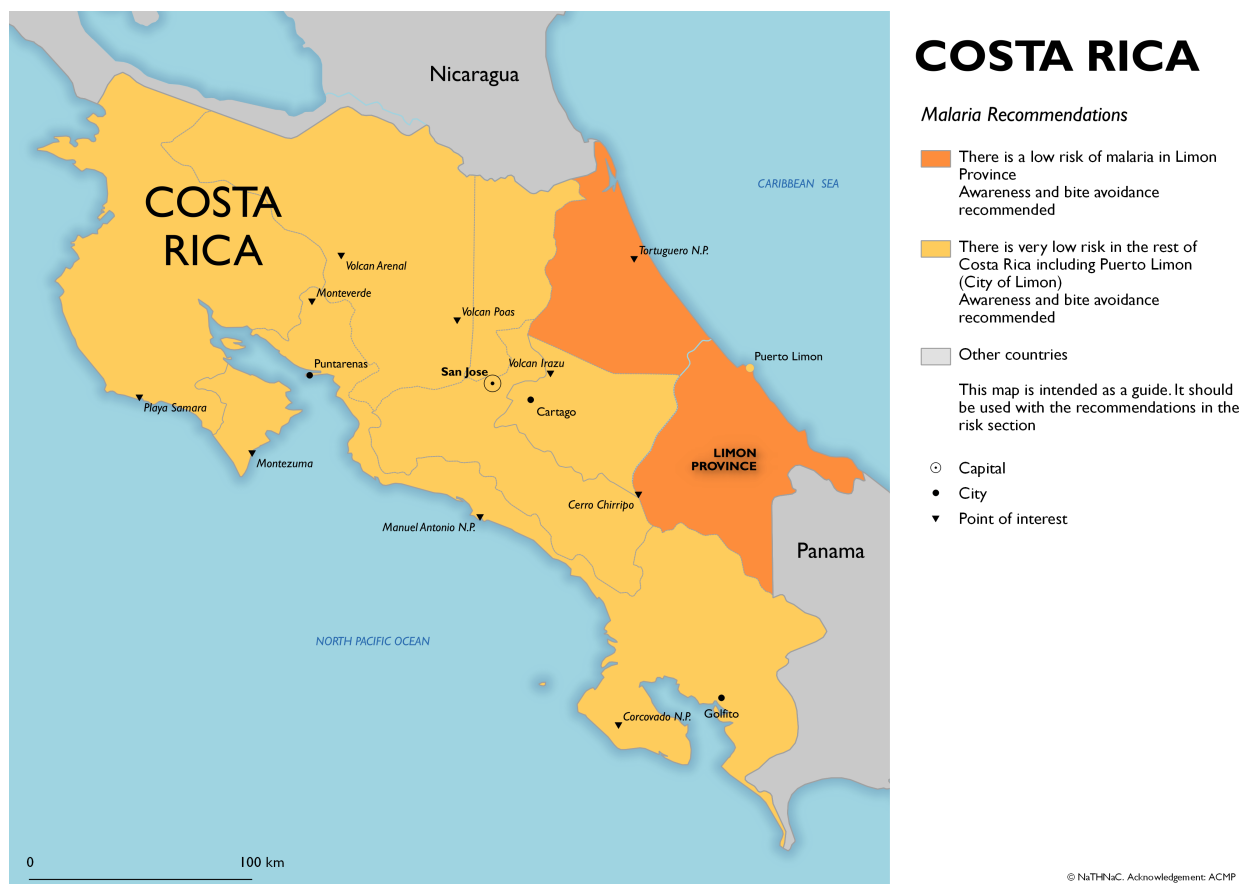 Nicaragua
CARIBBEAN SEA
COSTA
RICA
Tortuguero N.P.
Volcan Arenal
Monteverde
Volcan Poas
Puntarenas
San Jose
Volcan Irazu
Puerto Limon
Cartago
Playa Samara
Montezuma
LIMON
PROVINCE
Cerro Chirripo
Manuel Antonio N.P.
Panama
NORTH PACIFIC OCEAN
Corcovado N.P.
Golfito
0
100 km
COSTA RICA
Malaria Recommendations
There is a low risk of malaria in Limon
Province
Awareness and bite avoidance
recommended
There is very low risk in the rest of
Costa Rica including Puerto Limon
(City of Limon)
Awareness and bite avoidance
recommended
Other countries
This map is intended as a guide. It should
be used with the recommendations in the
risk section
Capital
City
Point of interest
© NaTHNaC. Acknowledgement: ACMP